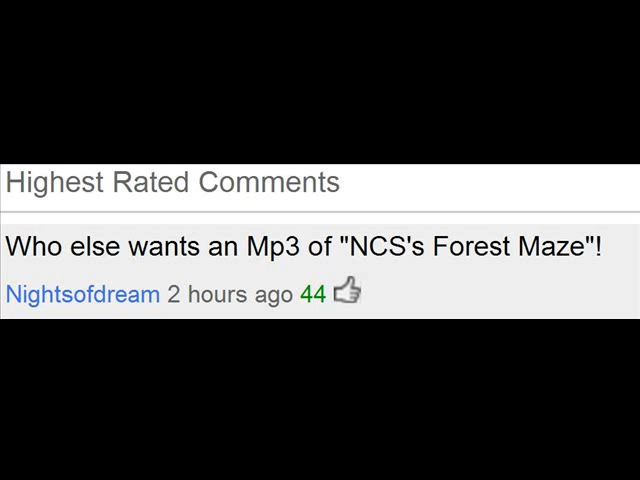 Highest Rated Comments
Who else wants an Mp3 of "NCS's Forest Maze"!
Nightsofdream 2 hours ago 44